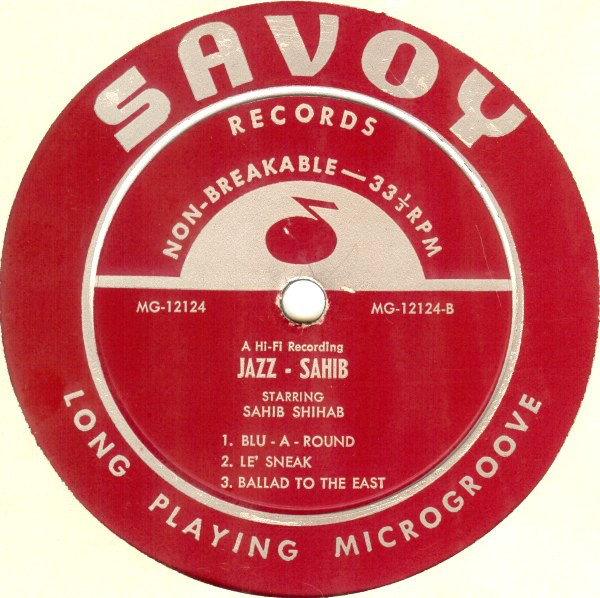 SAVOY
RECORDS
NON-BREAKABLE — 33⅓ RPM
MG-12124
MG-12124-B
A Hi-Fi Recording
JAZZ - SAHIB
STARRING
SAHIB SHIHAB
1. BLU - A - ROUND
2. LE' SNEAK
3. BALLAD TO THE EAST
LONG PLAYING MICROGROOVE